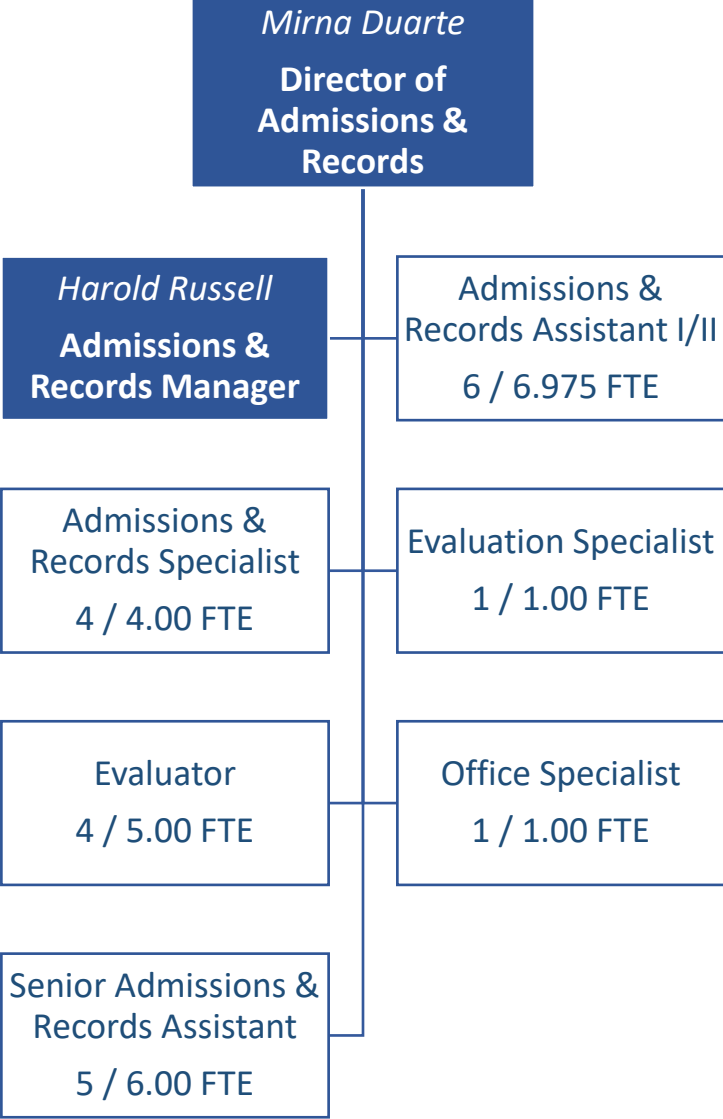 Mirna Duarte
Director of
Admissions &
Records
Harold Russell
Admissions &
Records Manager
Admissions &
Records Assistant I/II
6 / 6.975 FTE
Admissions &
Records Specialist
4 / 4.00 FTE
Evaluation Specialist
1 / 1.00 FTE
Evaluator
4 / 5.00 FTE
Office Specialist
1 / 1.00 FTE
Senior Admissions &
Records Assistant
5 / 6.00 FTE